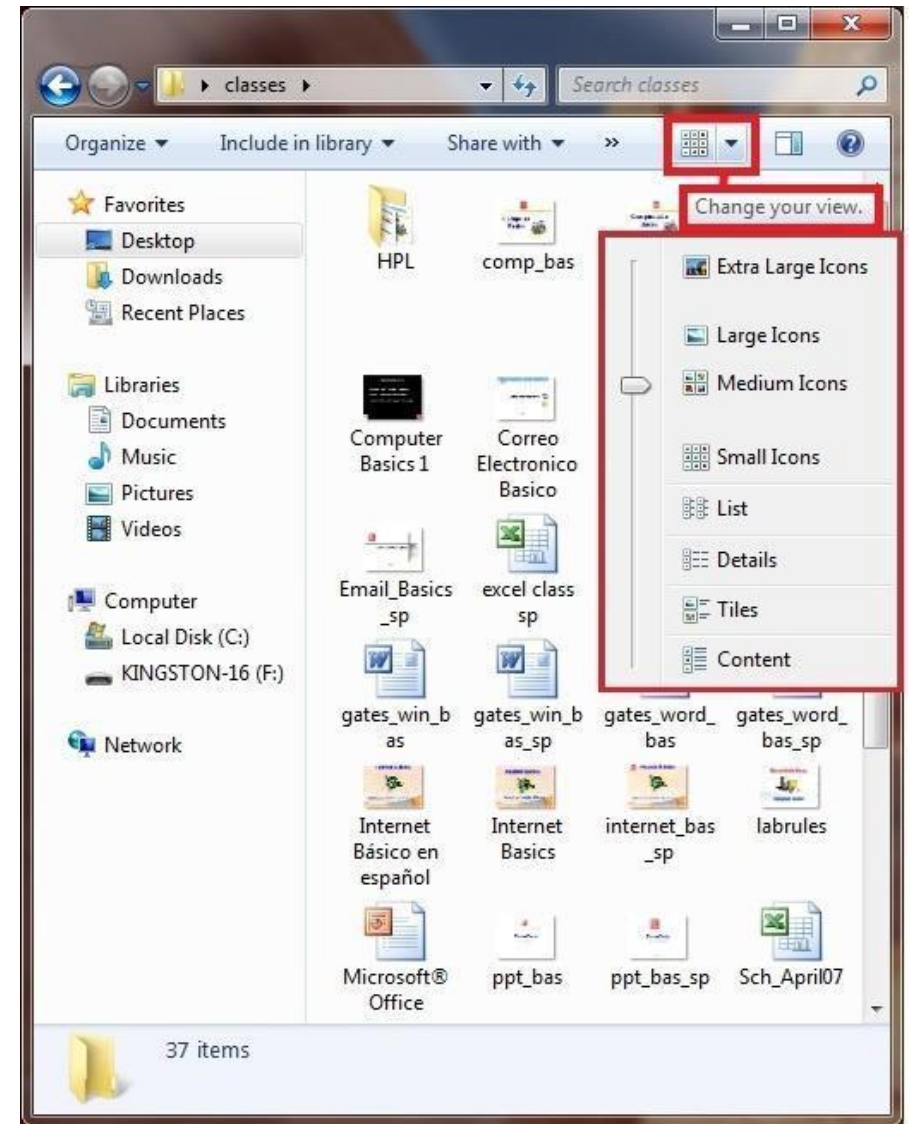 classes
Search classes
Organize
Include in library
Share with
»
Change your view.
Favorites
Desktop
Downloads
Recent Places
Libraries
Documents
Music
Pictures
Videos
Computer
Local Disk (C:)
KINGSTON-16 (F:)
Network
HPL
comp_bas
Extra Large Icons
Large Icons
Medium Icons
Small Icons
List
Details
Tiles
Content
Computer
Basics 1
Correo
Electronico
Basico
Email_Basics
_sp
excel class
sp
gates_win_b
as
gates_win_b
as_sp
gates_word_
bas
gates_word_
bas_sp
Internet
Básico en
español
Internet
Basics
internet_bas
_sp
labrules
Microsoft®
Office
ppt_bas
ppt_bas_sp
Sch_April07
37 items